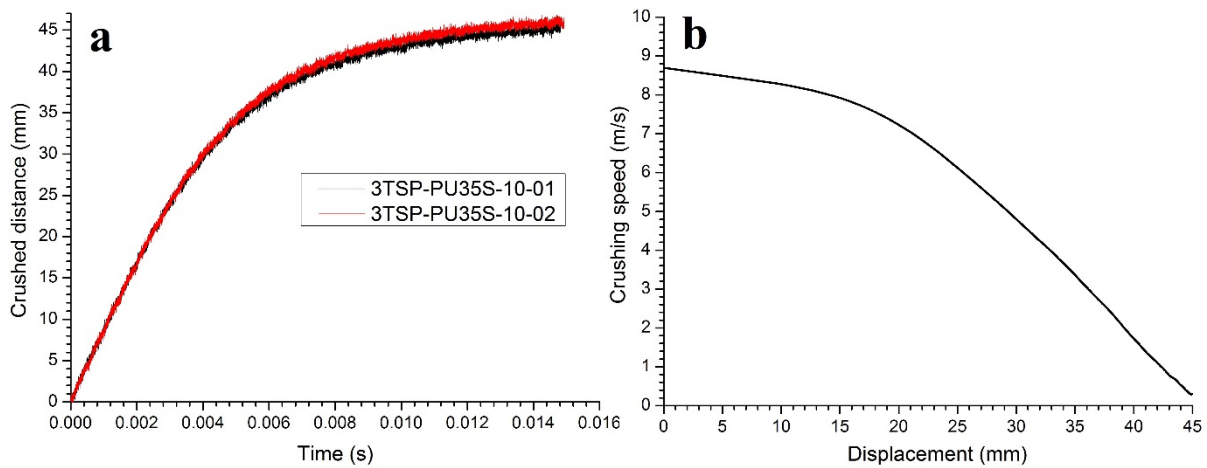 a
45
40
35
30
25
20
15
10
5
0
Crushed distance (mm)
3TSP-PU35S-10-01
3TSP-PU35S-10-02
0.000 0.002 0.004 0.006 0.008 0.010 0.012 0.014 0.016
Time (s)
b
10
9
8
7
6
5
4
3
2
1
0
Crushing speed (m/s)
0 5 10 15 20 25 30 35 40 45
Displacement (mm)